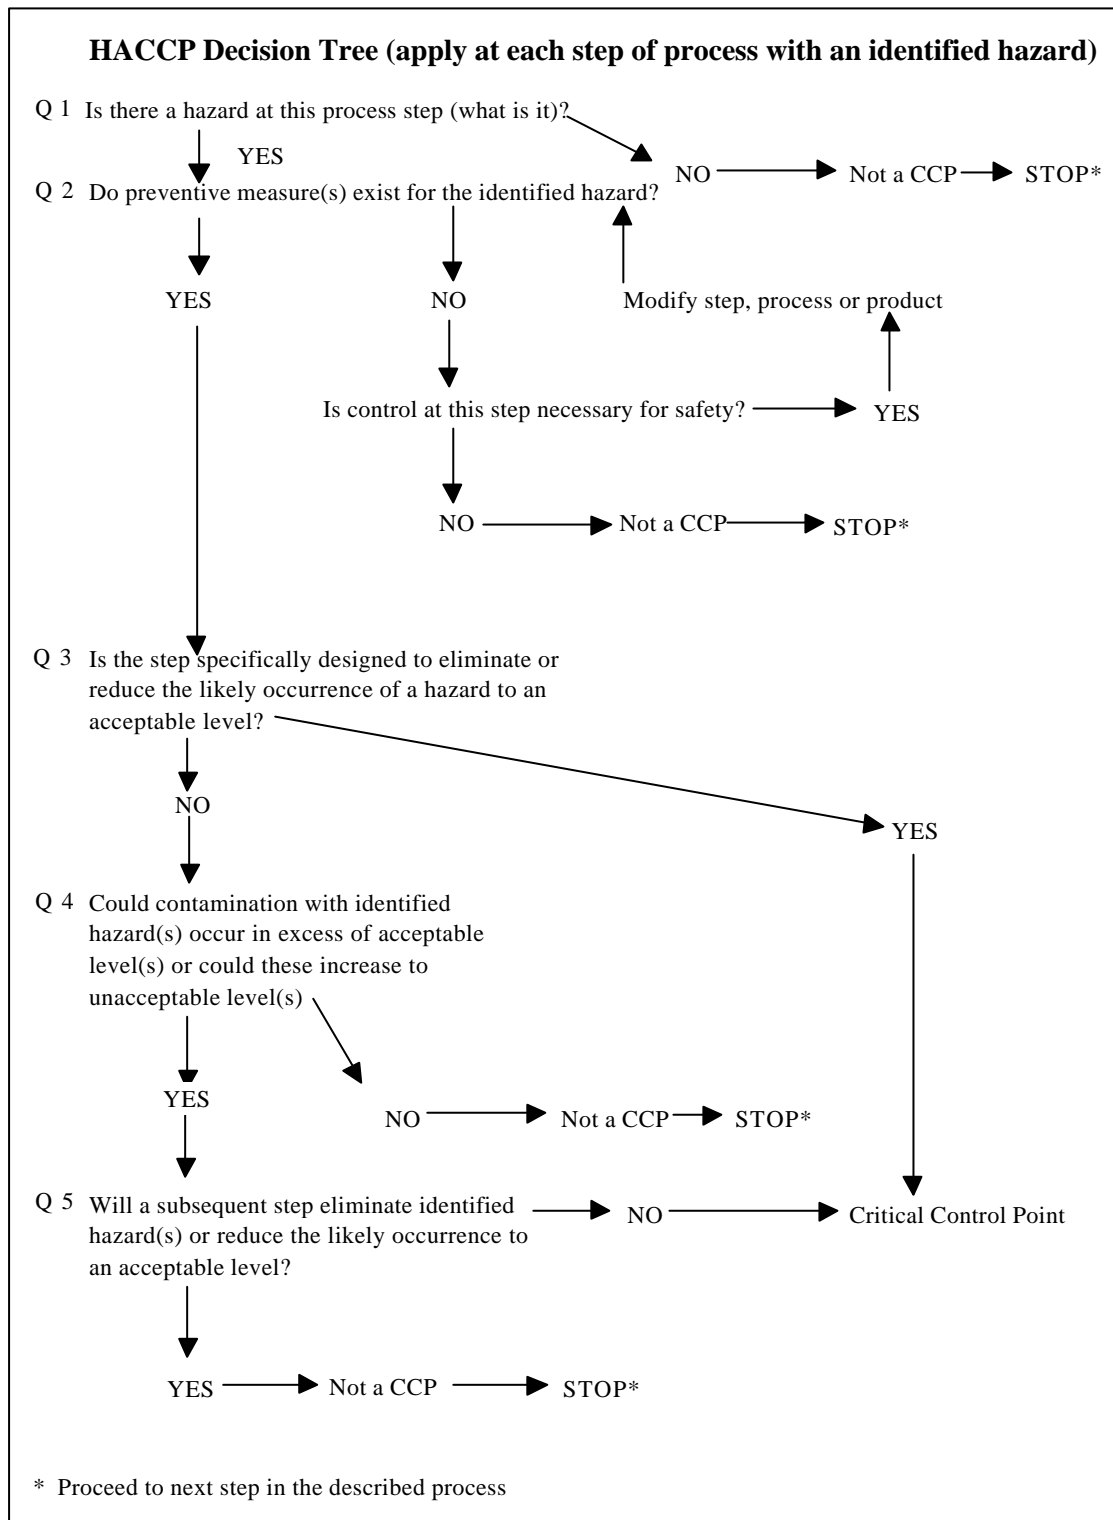 HACCP Decision Tree (apply at each step of process with an identified hazard)
Q 1 Is there a hazard at this process step (what is it)?
YES
NO Not a CCP STOP*
Q 2 Do preventive measure(s) exist for the identified hazard?
YES NO Modify step, process or product
Is control at this step necessary for safety? YES
NO Not a CCP STOP*
Q 3 Is the step specifically designed to eliminate or
reduce the likely occurrence of a hazard to an
acceptable level?
NO
YES
Q 4 Could contamination with identified
hazard(s) occur in excess of acceptable
level(s) or could these increase to
unacceptable level(s)
YES
NO Not a CCP STOP*
Q 5 Will a subsequent step eliminate identified
hazard(s) or reduce the likely occurrence to
an acceptable level?
NO Critical Control Point
YES Not a CCP STOP*
* Proceed to next step in the described process